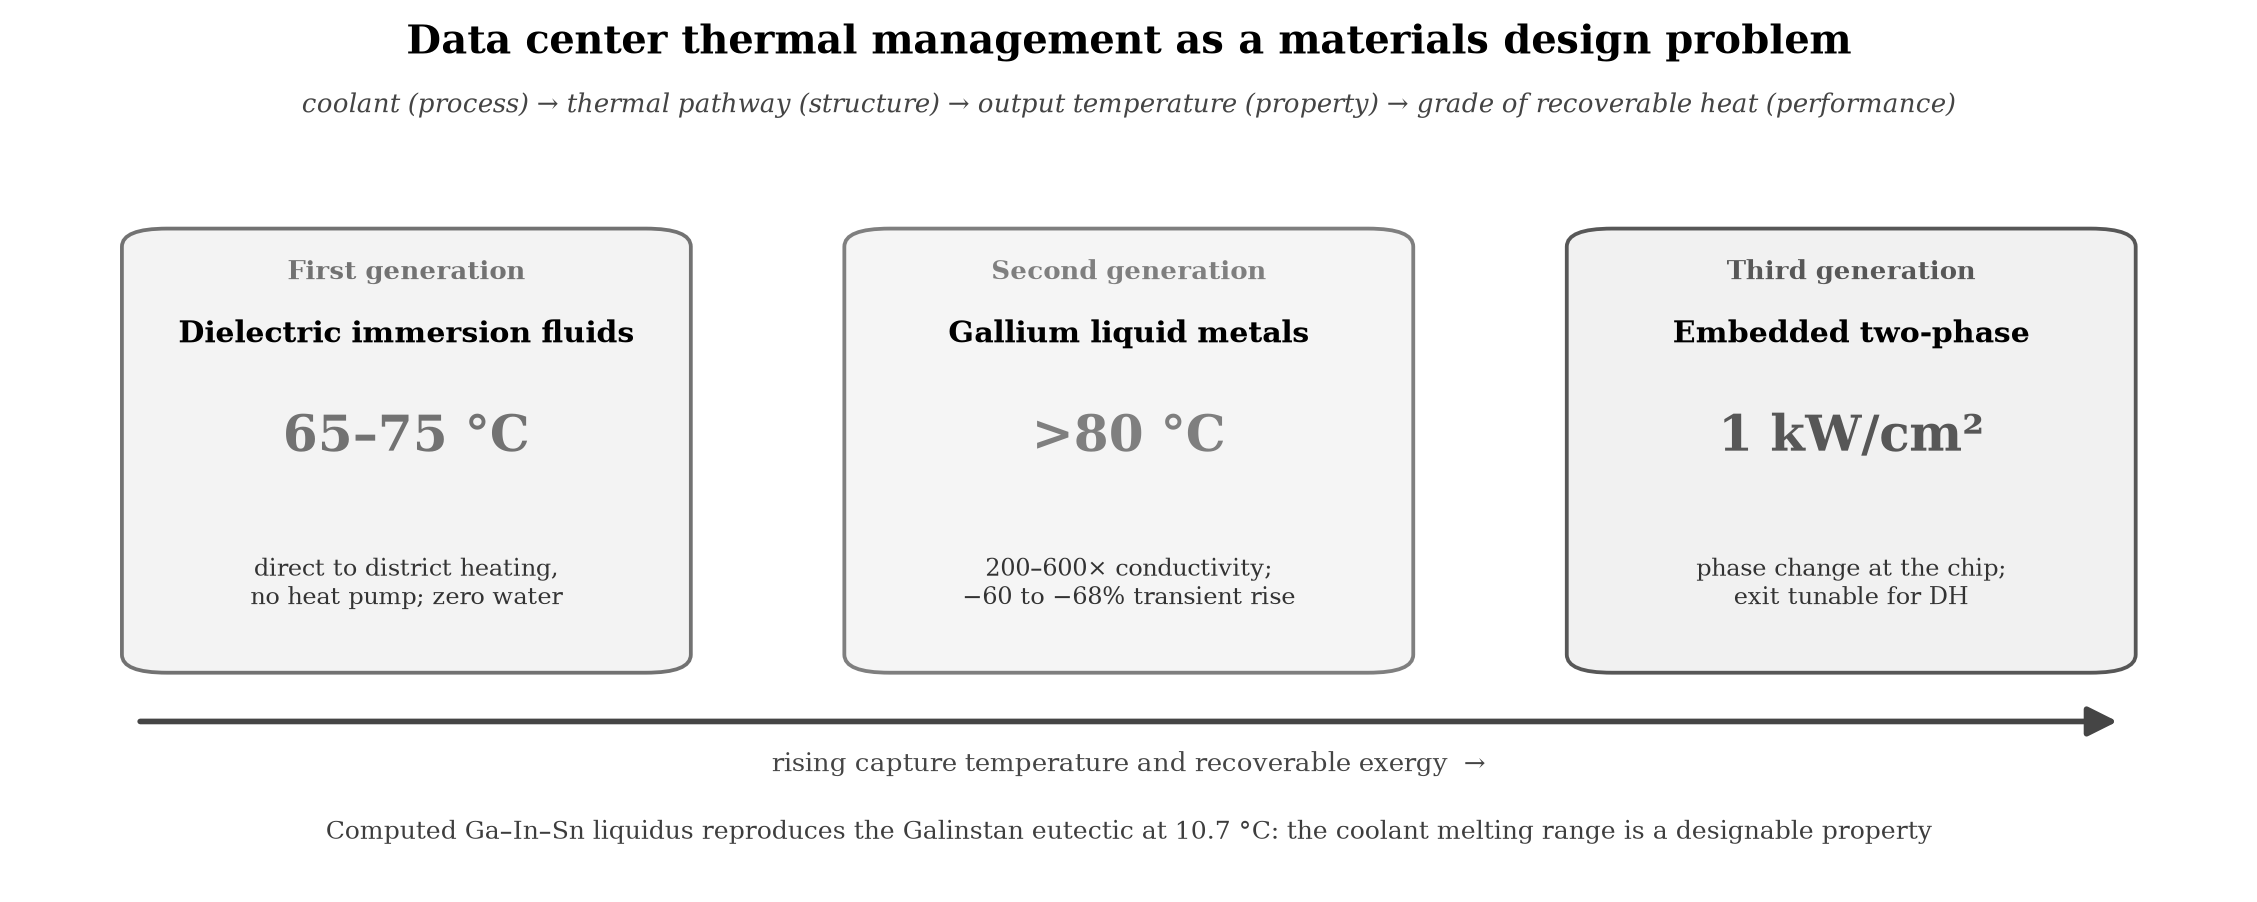 Data center thermal management as a materials design problem
coolant (process) → thermal pathway (structure) → output temperature (property) → grade of recoverable heat (performance)
First generation
Dielectric immersion fluids
65–75 °C
direct to district heating,
no heat pump; zero water
Second generation
Gallium liquid metals
>80 °C
200–600× conductivity;
−60 to −68% transient rise
Third generation
Embedded two-phase
1 kW/cm²
phase change at the chip;
exit tunable for DH
rising capture temperature and recoverable exergy →
Computed Ga–In–Sn liquidus reproduces the Galinstan eutectic at 10.7 °C: the coolant melting range is a designable property